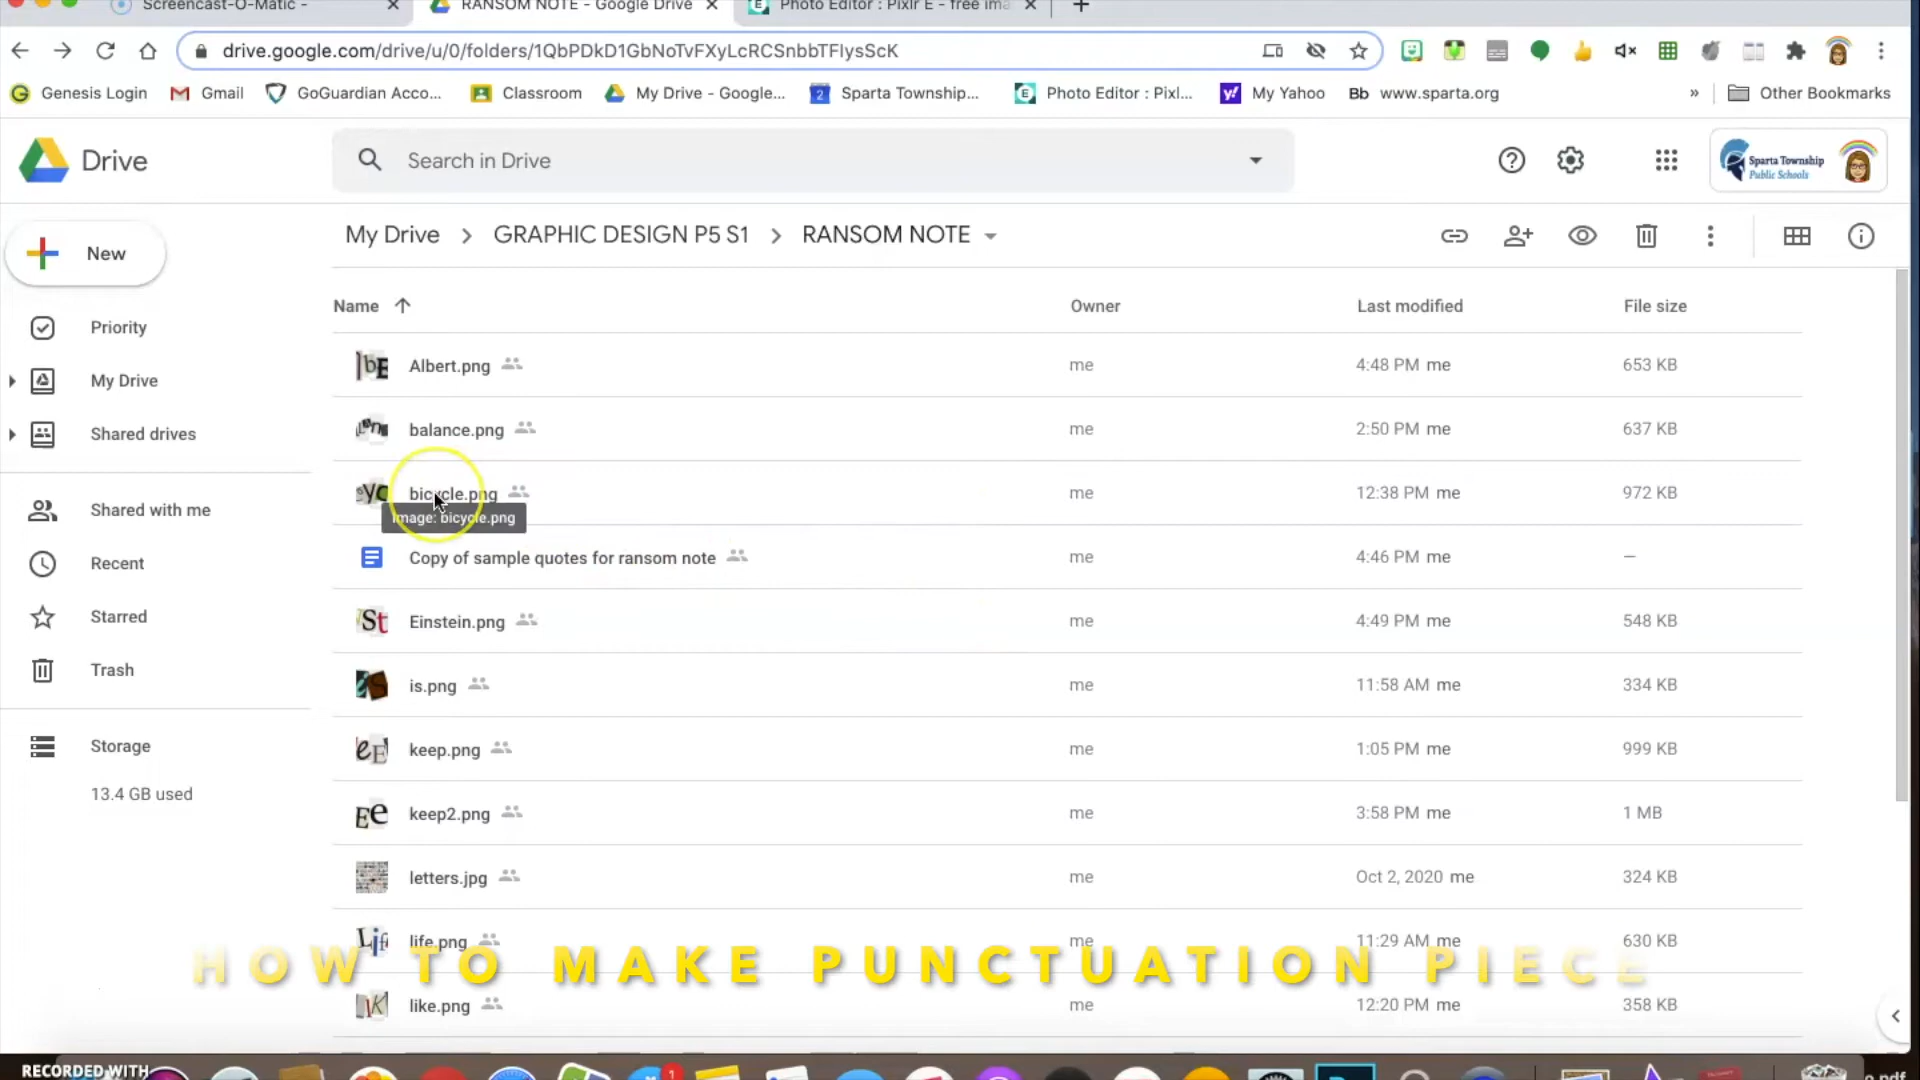 Screencast-O-Matic -
RANSOM NOTE - Google Drive
Photo Editor : Pixlr E - free ima
drive.google.com/drive/u/0/folders/1QbPDkD1GbNoTvFXyLcRCSnbbTFlysScK
Genesis Login
Gmail
GoGuardian Acco...
Classroom
My Drive - Google...
Sparta Township...
Photo Editor : Pixl...
My Yahoo
Bb www.sparta.org
Other Bookmarks
Drive
Search in Drive
Sparta Township
Public Schools
New
My Drive > GRAPHIC DESIGN P5 S1 > RANSOM NOTE
Priority
My Drive
Shared drives
Shared with me
Recent
Starred
Trash
Storage
13.4 GB used
Name Owner Last modified File size
Albert.png me 4:48 PM me 653 KB
balance.png me 2:50 PM me 637 KB
bicycle.png me 12:38 PM me 972 KB
Image: bicycle.png
Copy of sample quotes for ransom note me 4:46 PM me —
Einstein.png me 4:49 PM me 548 KB
is.png me 11:58 AM me 334 KB
keep.png me 1:05 PM me 999 KB
keep2.png me 3:58 PM me 1 MB
letters.jpg me Oct 2, 2020 me 324 KB
life.png me 11:29 AM me 630 KB
HOW TO MAKE PUNCTUATION PIECE
like.png me 12:20 PM me 358 KB
RECORDED WITH